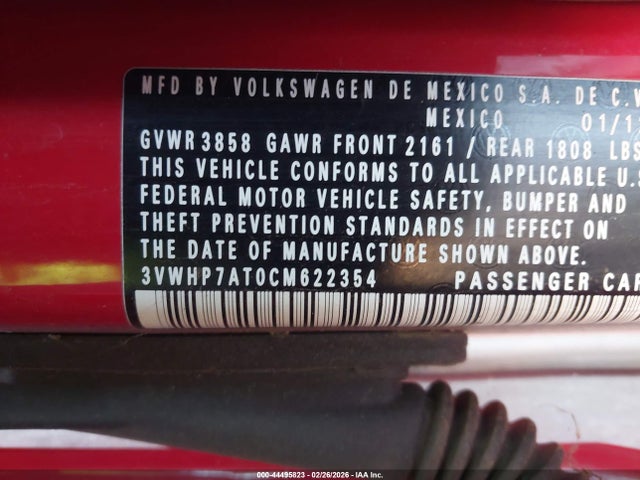 MFD BY VOLKSWAGEN DE MEXICO S.A. DE C.V
MEXICO 01/1
GVWR 3858 GAWR FRONT 2161 / REAR 1808 LBS
THIS VEHICLE CONFORMS TO ALL APPLICABLE U.S
FEDERAL MOTOR VEHICLE SAFETY, BUMPER AND
THEFT PREVENTION STANDARDS IN EFFECT ON
THE DATE OF MANUFACTURE SHOWN ABOVE.
3VWHP7AT0CM622354 PASSENGER CAR
000-44495823 - 02/26/2026 - IAA Inc.